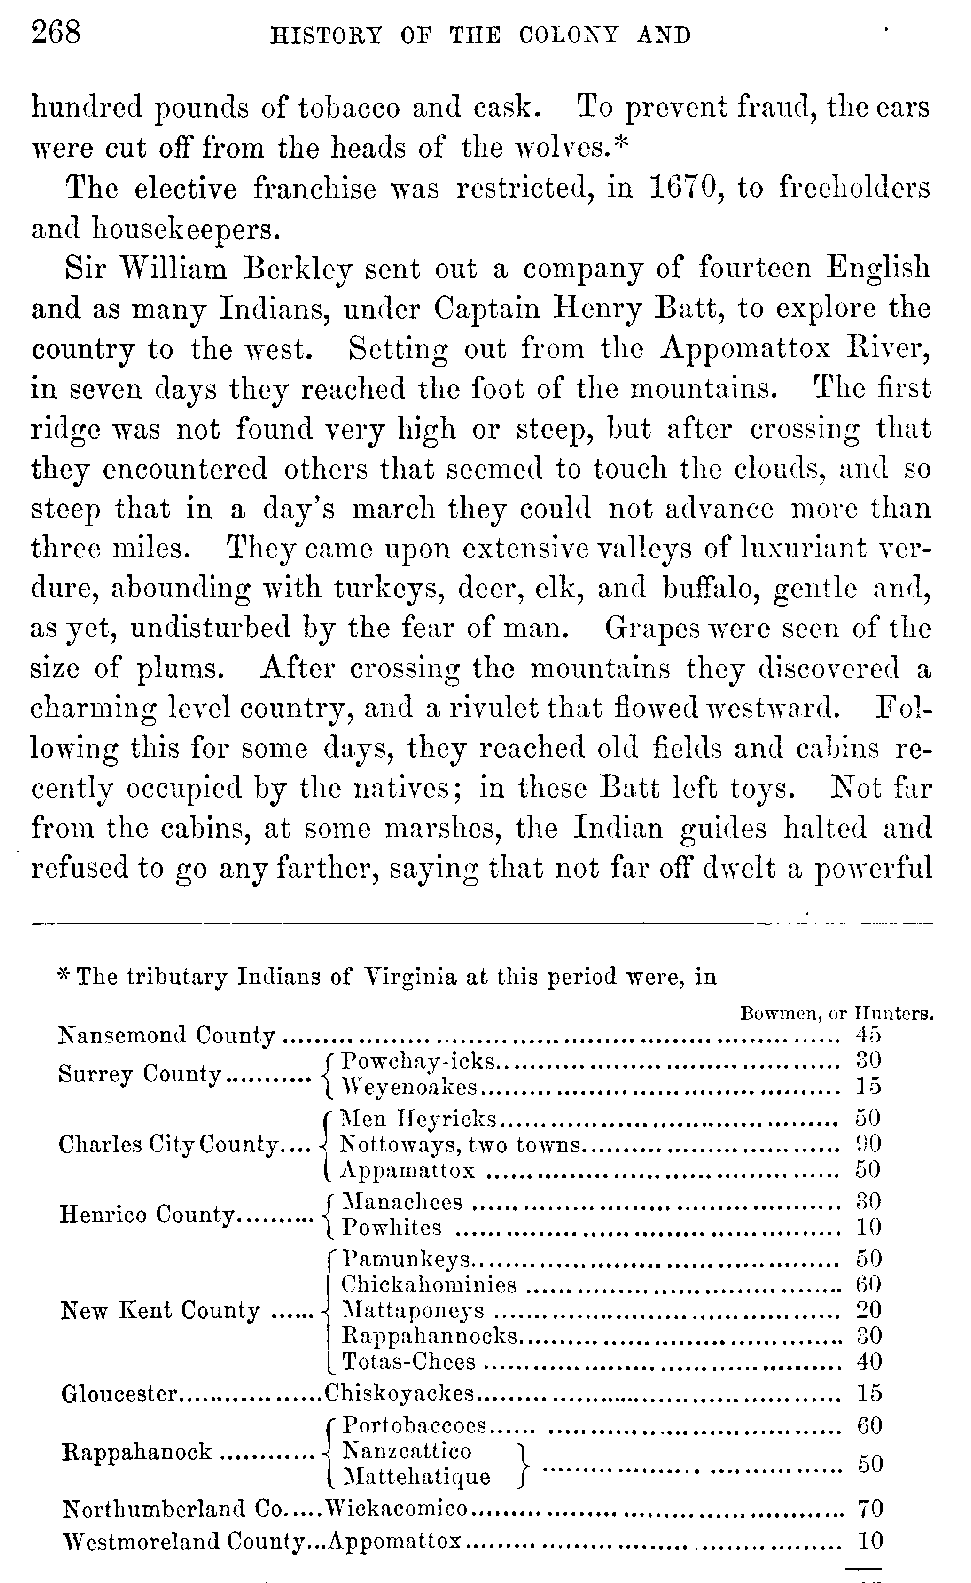 268 HISTORY OF THE COLONY AND
hundred pounds of tobacco and cask. To prevent fraud, the ears
were cut off from the heads of the wolves.*
The elective franchise was restricted, in 1670, to freeholders
and housekeepers.
Sir William Berkley sent out a company of fourteen English
and as many Indians, under Captain Henry Batt, to explore the
country to the west. Setting out from the Appomattox River,
in seven days they reached the foot of the mountains. The first
ridge was not found very high or steep, but after crossing that
they encountered others that seemed to touch the clouds, and so
steep that in a day's march they could not advance more than
three miles. They came upon extensive valleys of luxuriant ver-
dure, abounding with turkeys, deer, elk, and buffalo, gentle and,
as yet, undisturbed by the fear of man. Grapes were seen of the
size of plums. After crossing the mountains they discovered a
charming level country, and a rivulet that flowed westward. Fol-
lowing this for some days, they reached old fields and cabins re-
cently occupied by the natives; in these Batt left toys. Not far
from the cabins, at some marshes, the Indian guides halted and
refused to go any farther, saying that not far off dwelt a powerful
* The tributary Indians of Virginia at this period were, in
Bowmen, or Hunters.
Nansemond County ........ 45
Surrey County........ { Powchay-icks........ 30
Weyenoakes........ 15
Charles City County.... { Men Heyricks........ 50
Nottoways, two towns........ 90
Appamattox ........ 50
Henrico County........ { Manachees ........ 30
Powhites ........ 10
New Kent County ...... { Pamunkeys........ 50
Chickahominies ........ 60
Mattaponeys ........ 20
Rappahannocks........ 30
Totas-Chees ........ 40
Gloucester........Chiskoyackes........ 15
Rappahanock ........ { Portobaccoes........ 60
Nanzcattico }
Mattehatique } ........ 50
Northumberland Co.....Wickacomico........ 70
Westmoreland County...Appomattox........ 10